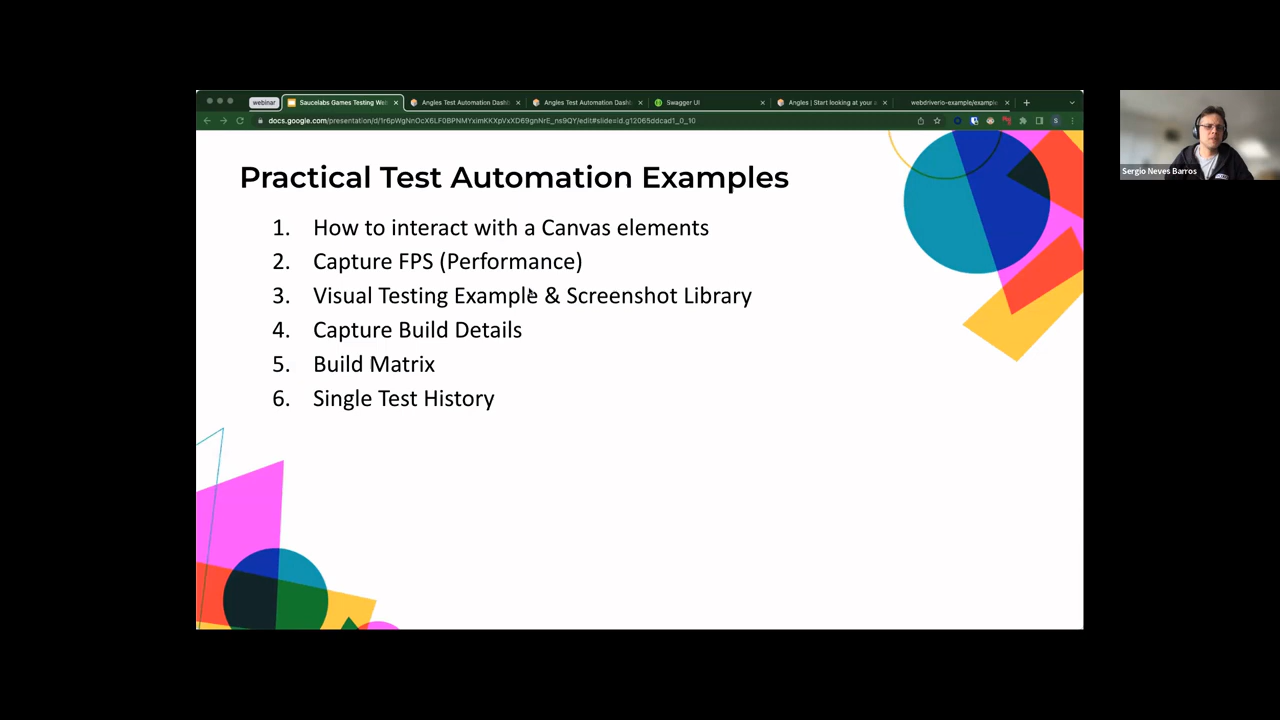 webinar
Saucelabs Games Testing We
Angles Test Automation Dash
Angles Test Automation Dash
Swagger UI
Angles | Start looking at your
webdriverio-example/example
docs.google.com/presentation/d/1r6pWgNnOcX6LF0BPNMYximKKXpVxXD69gnNrE_ns9QY/edit#slide=id.g12065ddcad1_0_10
Practical Test Automation Examples
1. How to interact with a Canvas elements
2. Capture FPS (Performance)
3. Visual Testing Example & Screenshot Library
4. Capture Build Details
5. Build Matrix
6. Single Test History
Sergio Neves Barros